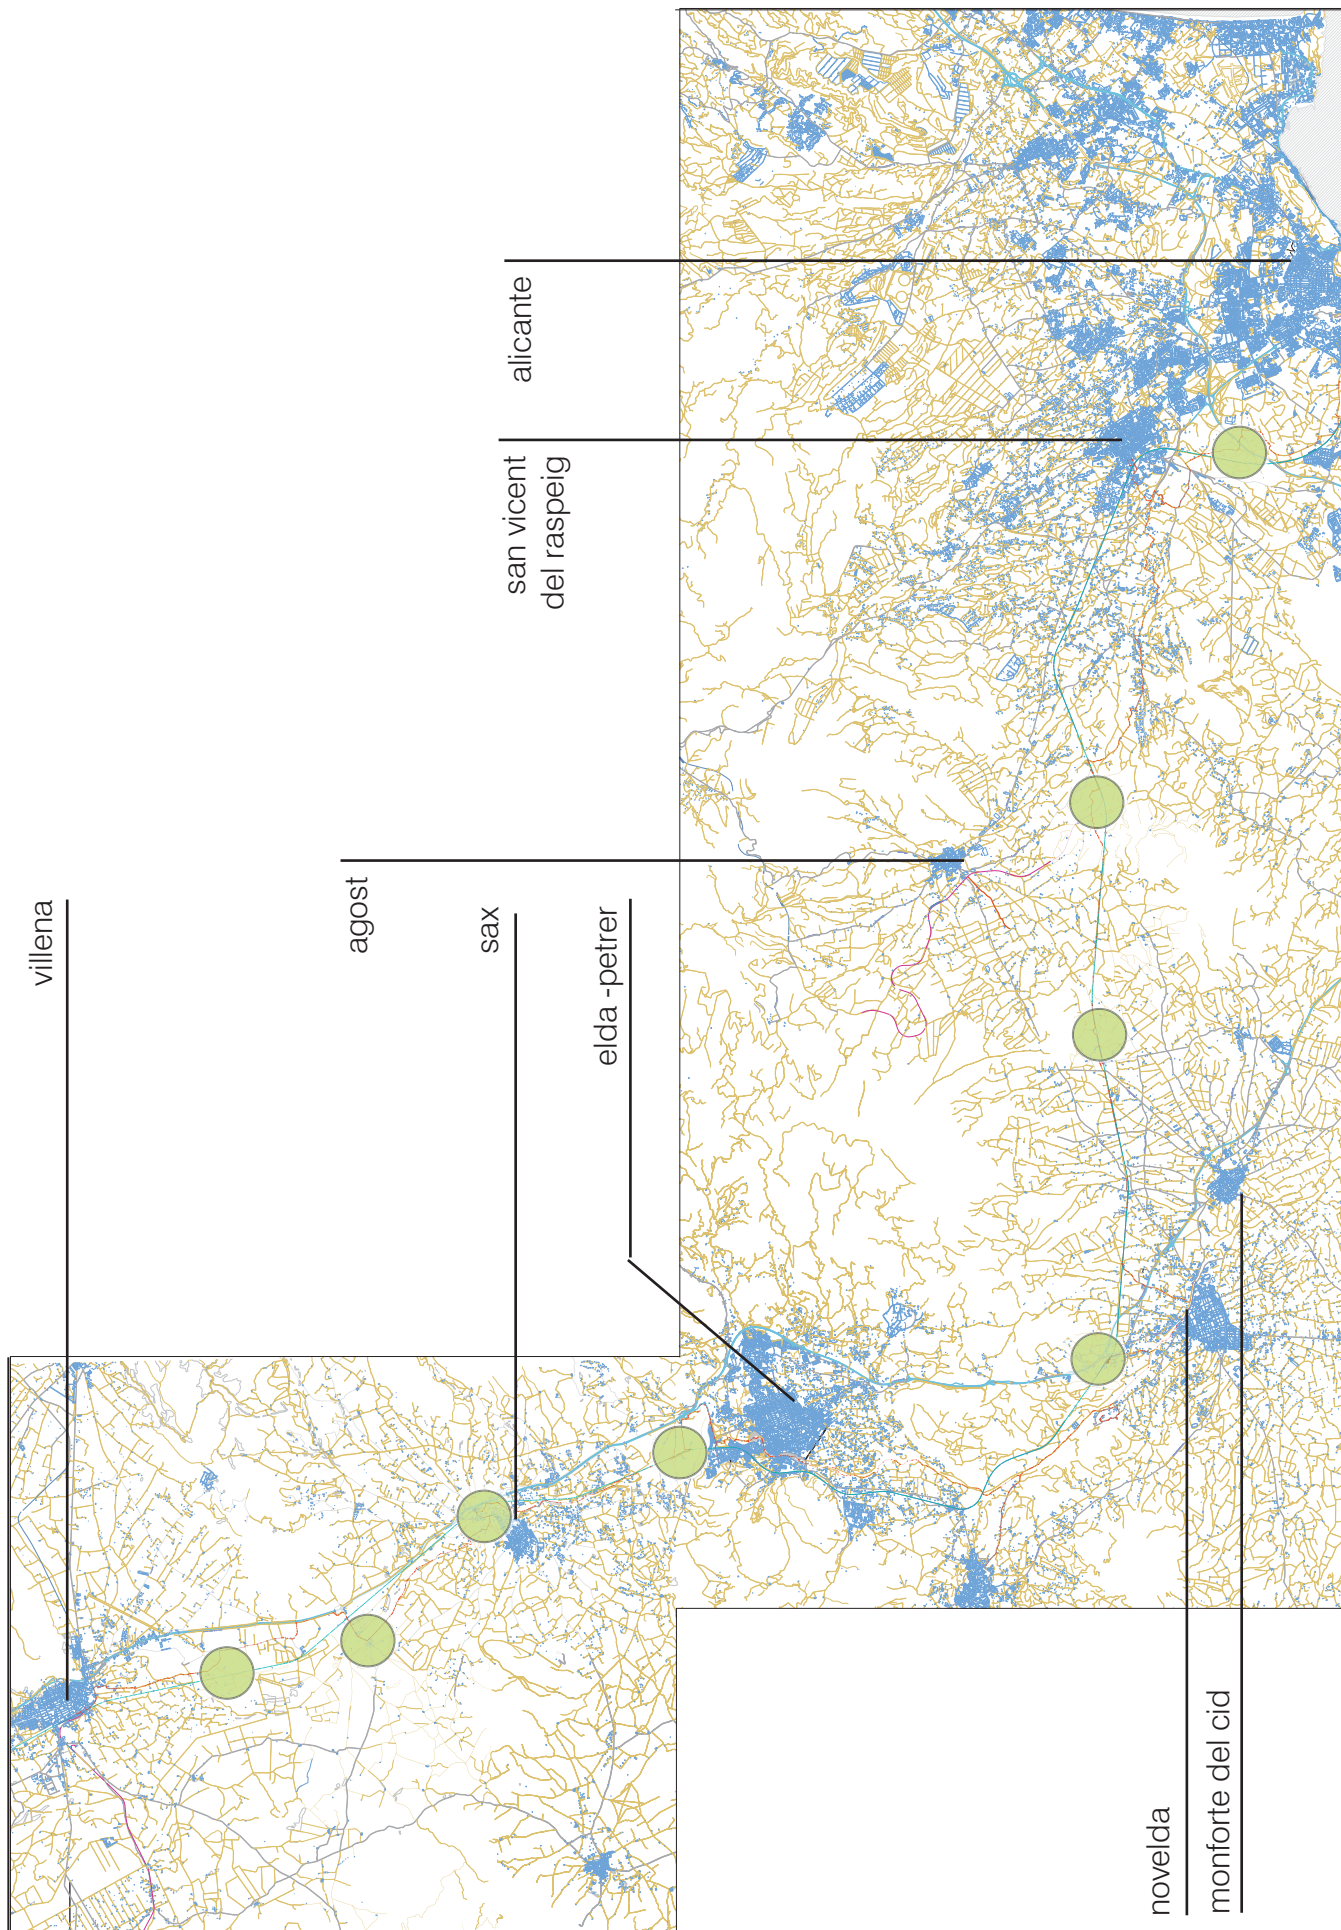 villena
agost
sax
elda -petrer
san vicent
del raspeig
alicante
novelda
monforte del cid